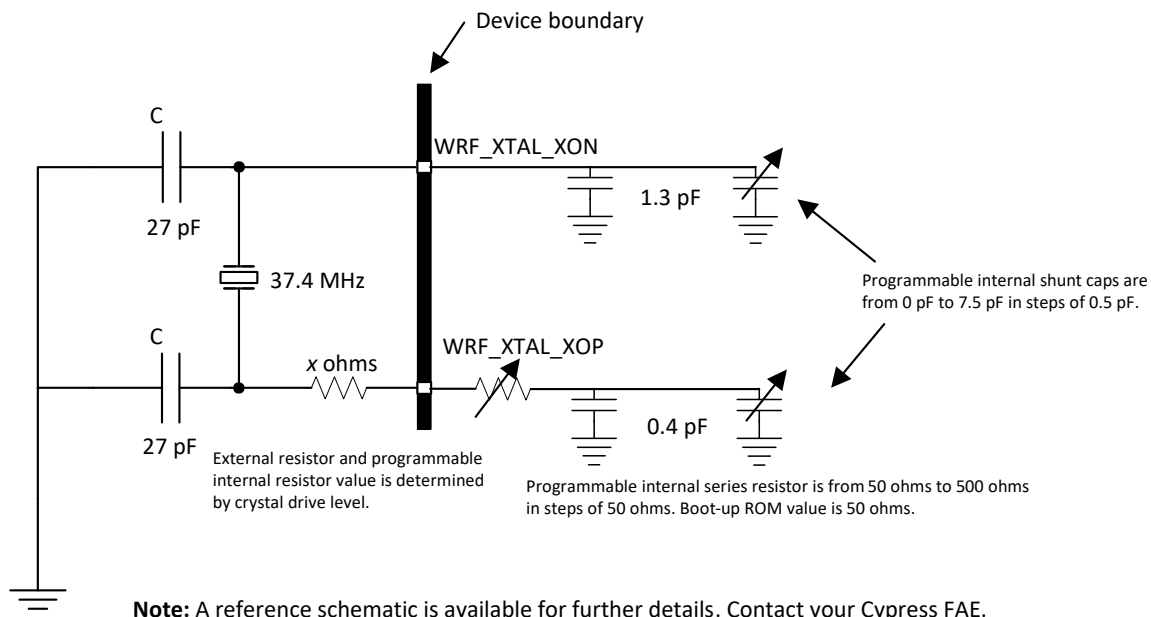 Device boundary
C
WRF_XTAL_XON
1.3 pF
27 pF
37.4 MHz
Programmable internal shunt caps are
from 0 pF to 7.5 pF in steps of 0.5 pF.
C
x ohms
WRF_XTAL_XOP
0.4 pF
27 pF
External resistor and programmable
internal resistor value is determined
by crystal drive level.
Programmable internal series resistor is from 50 ohms to 500 ohms
in steps of 50 ohms. Boot-up ROM value is 50 ohms.
Note: A reference schematic is available for further details. Contact your Cypress FAE.